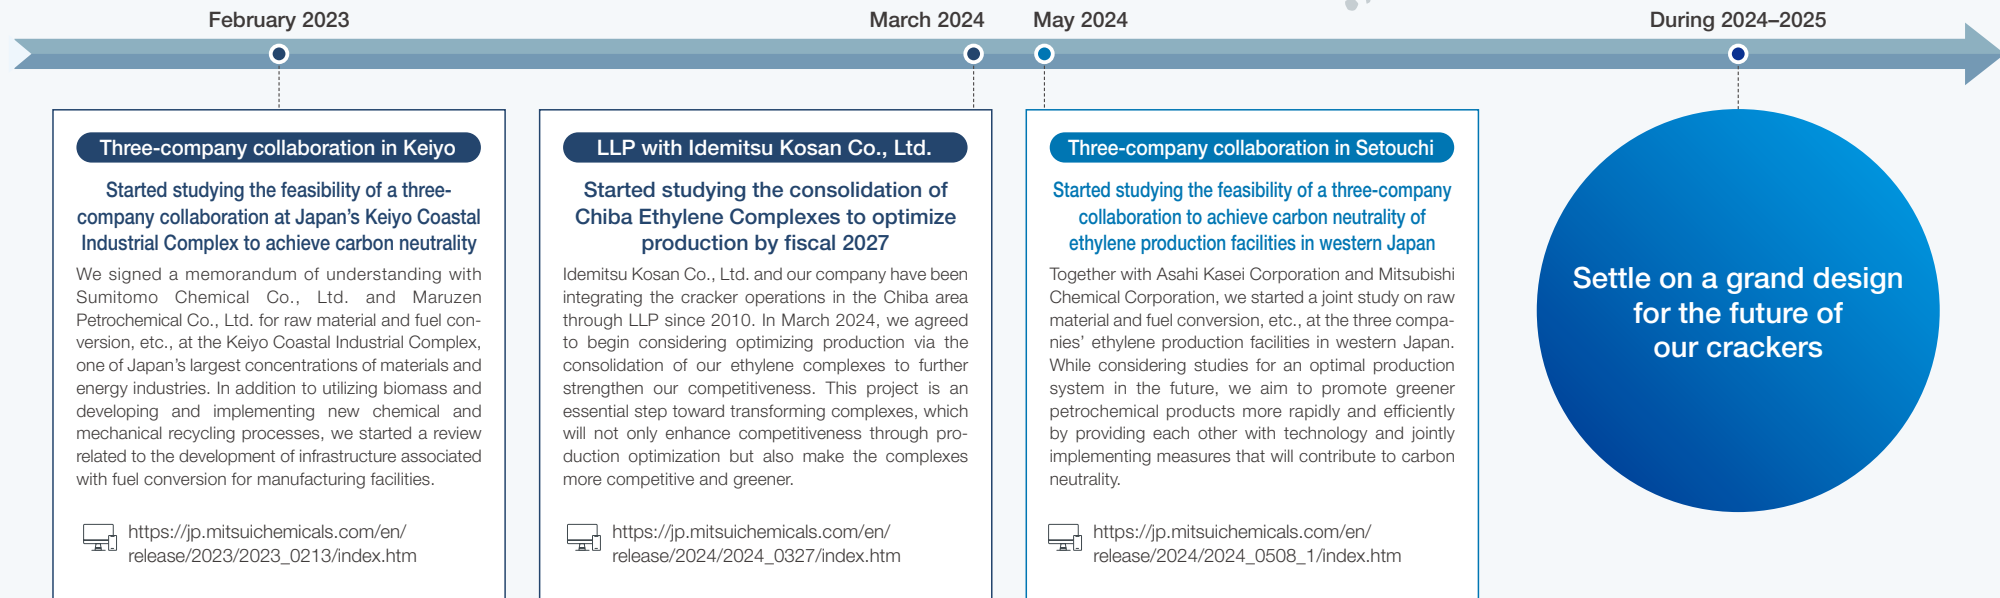 February 2023
March 2024
May 2024
During 2024–2025
Three-company collaboration in Keiyo
Started studying the feasibility of a three-
company collaboration at Japan’s Keiyo Coastal
Industrial Complex to achieve carbon neutrality
We signed a memorandum of understanding with
Sumitomo Chemical Co., Ltd. and Maruzen
Petrochemical Co., Ltd. for raw material and fuel con-
version, etc., at the Keiyo Coastal Industrial Complex,
one of Japan’s largest concentrations of materials and
energy industries. In addition to utilizing biomass and
developing and implementing new chemical and
mechanical recycling processes, we started a review
related to the development of infrastructure associated
with fuel conversion for manufacturing facilities.
https://jp.mitsuichemicals.com/en/
release/2023/2023_0213/index.htm
LLP with Idemitsu Kosan Co., Ltd.
Started studying the consolidation of
Chiba Ethylene Complexes to optimize
production by fiscal 2027
Idemitsu Kosan Co., Ltd. and our company have been
integrating the cracker operations in the Chiba area
through LLP since 2010. In March 2024, we agreed
to begin considering optimizing production via the
consolidation of our ethylene complexes to further
strengthen our competitiveness. This project is an
essential step toward transforming complexes, which
will not only enhance competitiveness through pro-
duction optimization but also make the complexes
more competitive and greener.
https://jp.mitsuichemicals.com/en/
release/2024/2024_0327/index.htm
Three-company collaboration in Setouchi
Started studying the feasibility of a three-company
collaboration to achieve carbon neutrality of
ethylene production facilities in western Japan
Together with Asahi Kasei Corporation and Mitsubishi
Chemical Corporation, we started a joint study on raw
material and fuel conversion, etc., at the three compa-
nies’ ethylene production facilities in western Japan.
While considering studies for an optimal production
system in the future, we aim to promote greener
petrochemical products more rapidly and efficiently
by providing each other with technology and jointly
implementing measures that will contribute to carbon
neutrality.
https://jp.mitsuichemicals.com/en/
release/2024/2024_0508_1/index.htm
Settle on a grand design
for the future of
our crackers